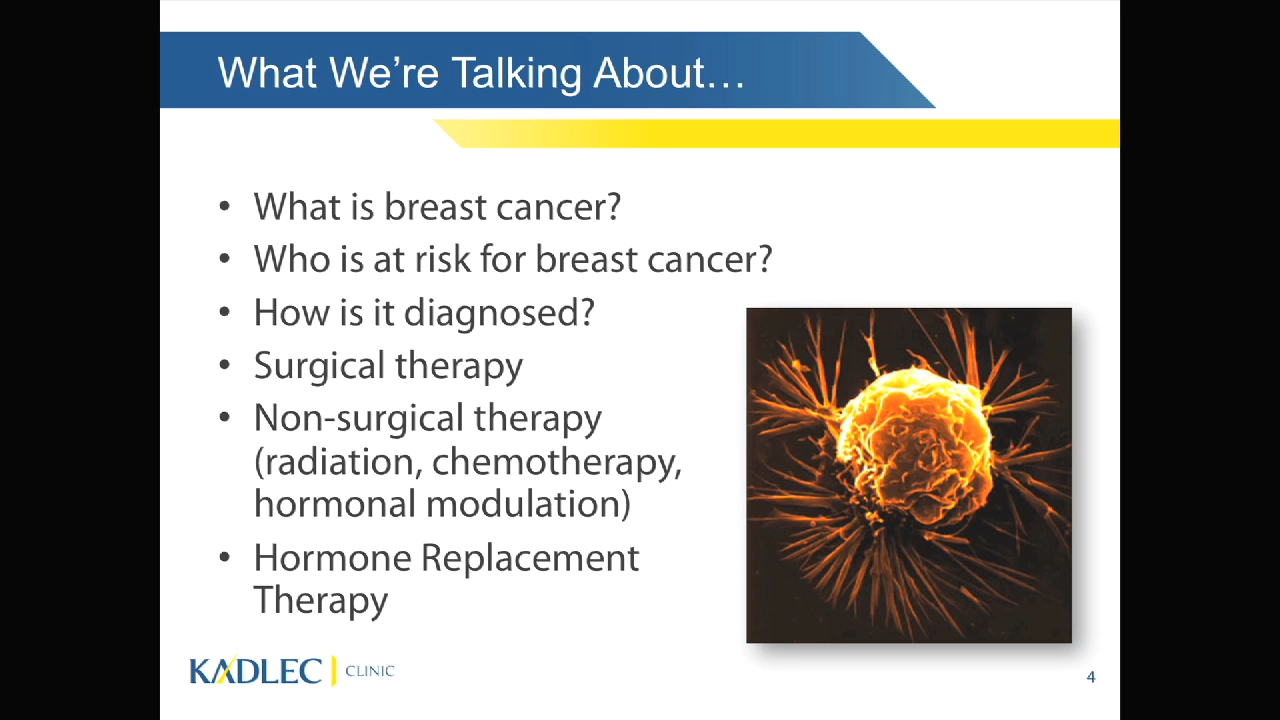 What We’re Talking About…
• What is breast cancer?
• Who is at risk for breast cancer?
• How is it diagnosed?
• Surgical therapy
• Non-surgical therapy
(radiation, chemotherapy,
hormonal modulation)
• Hormone Replacement
Therapy
KADLEC | CLINIC
4